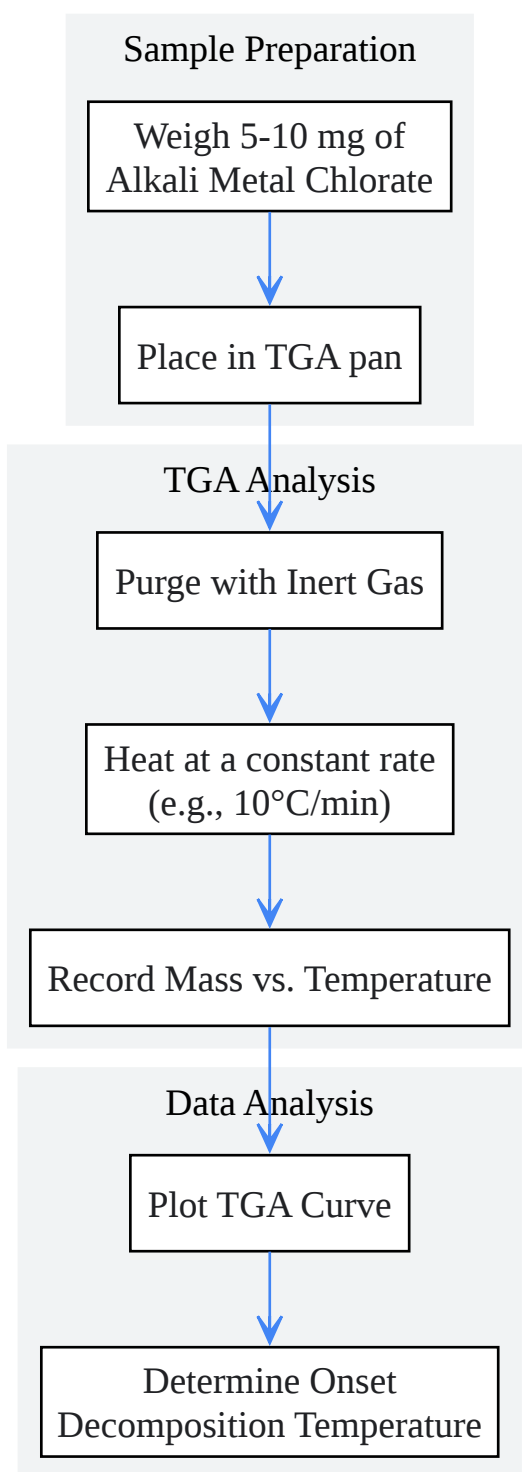 Sample Preparation
Weigh 5-10 mg of
Alkali Metal Chlorate
Place in TGA pan
TGA Analysis
Purge with Inert Gas
Heat at a constant rate
(e.g., 10°C/min)
Record Mass vs. Temperature
Data Analysis
Plot TGA Curve
Determine Onset
Decomposition Temperature